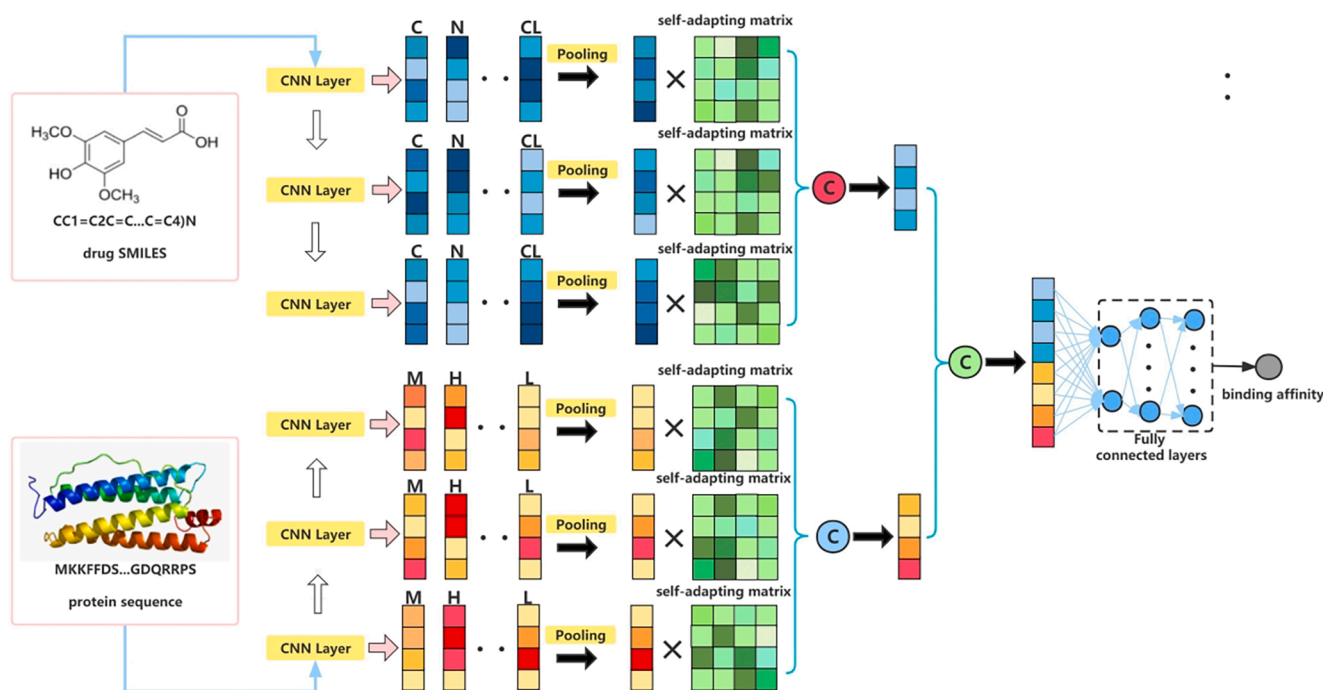 self-adapting matrix
C N CL
Pooling
CNN Layer
self-adapting matrix
C N CL
Pooling
CNN Layer
self-adapting matrix
C N CL
Pooling
CNN Layer
H₃CO
O
OH
HO
OCH₃
CC1=C2C=C...C=C4)N
drug SMILES
C
self-adapting matrix
M H L
Pooling
CNN Layer
self-adapting matrix
M H L
Pooling
CNN Layer
self-adapting matrix
M H L
Pooling
CNN Layer
MKKFFDS...GDQRRPS
protein sequence
C
C
Fully
connected layers
binding affinity